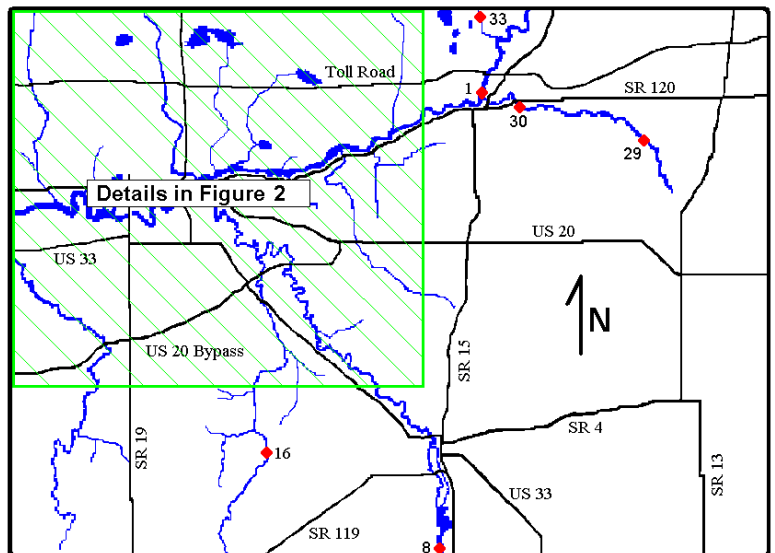 33
Toll Road
1
SR 120
30
29
Details in Figure 2
US 20
US 33
N
US 20 Bypass
SR 15
SR 4
SR 19
16
SR 13
US 33
SR 119
8